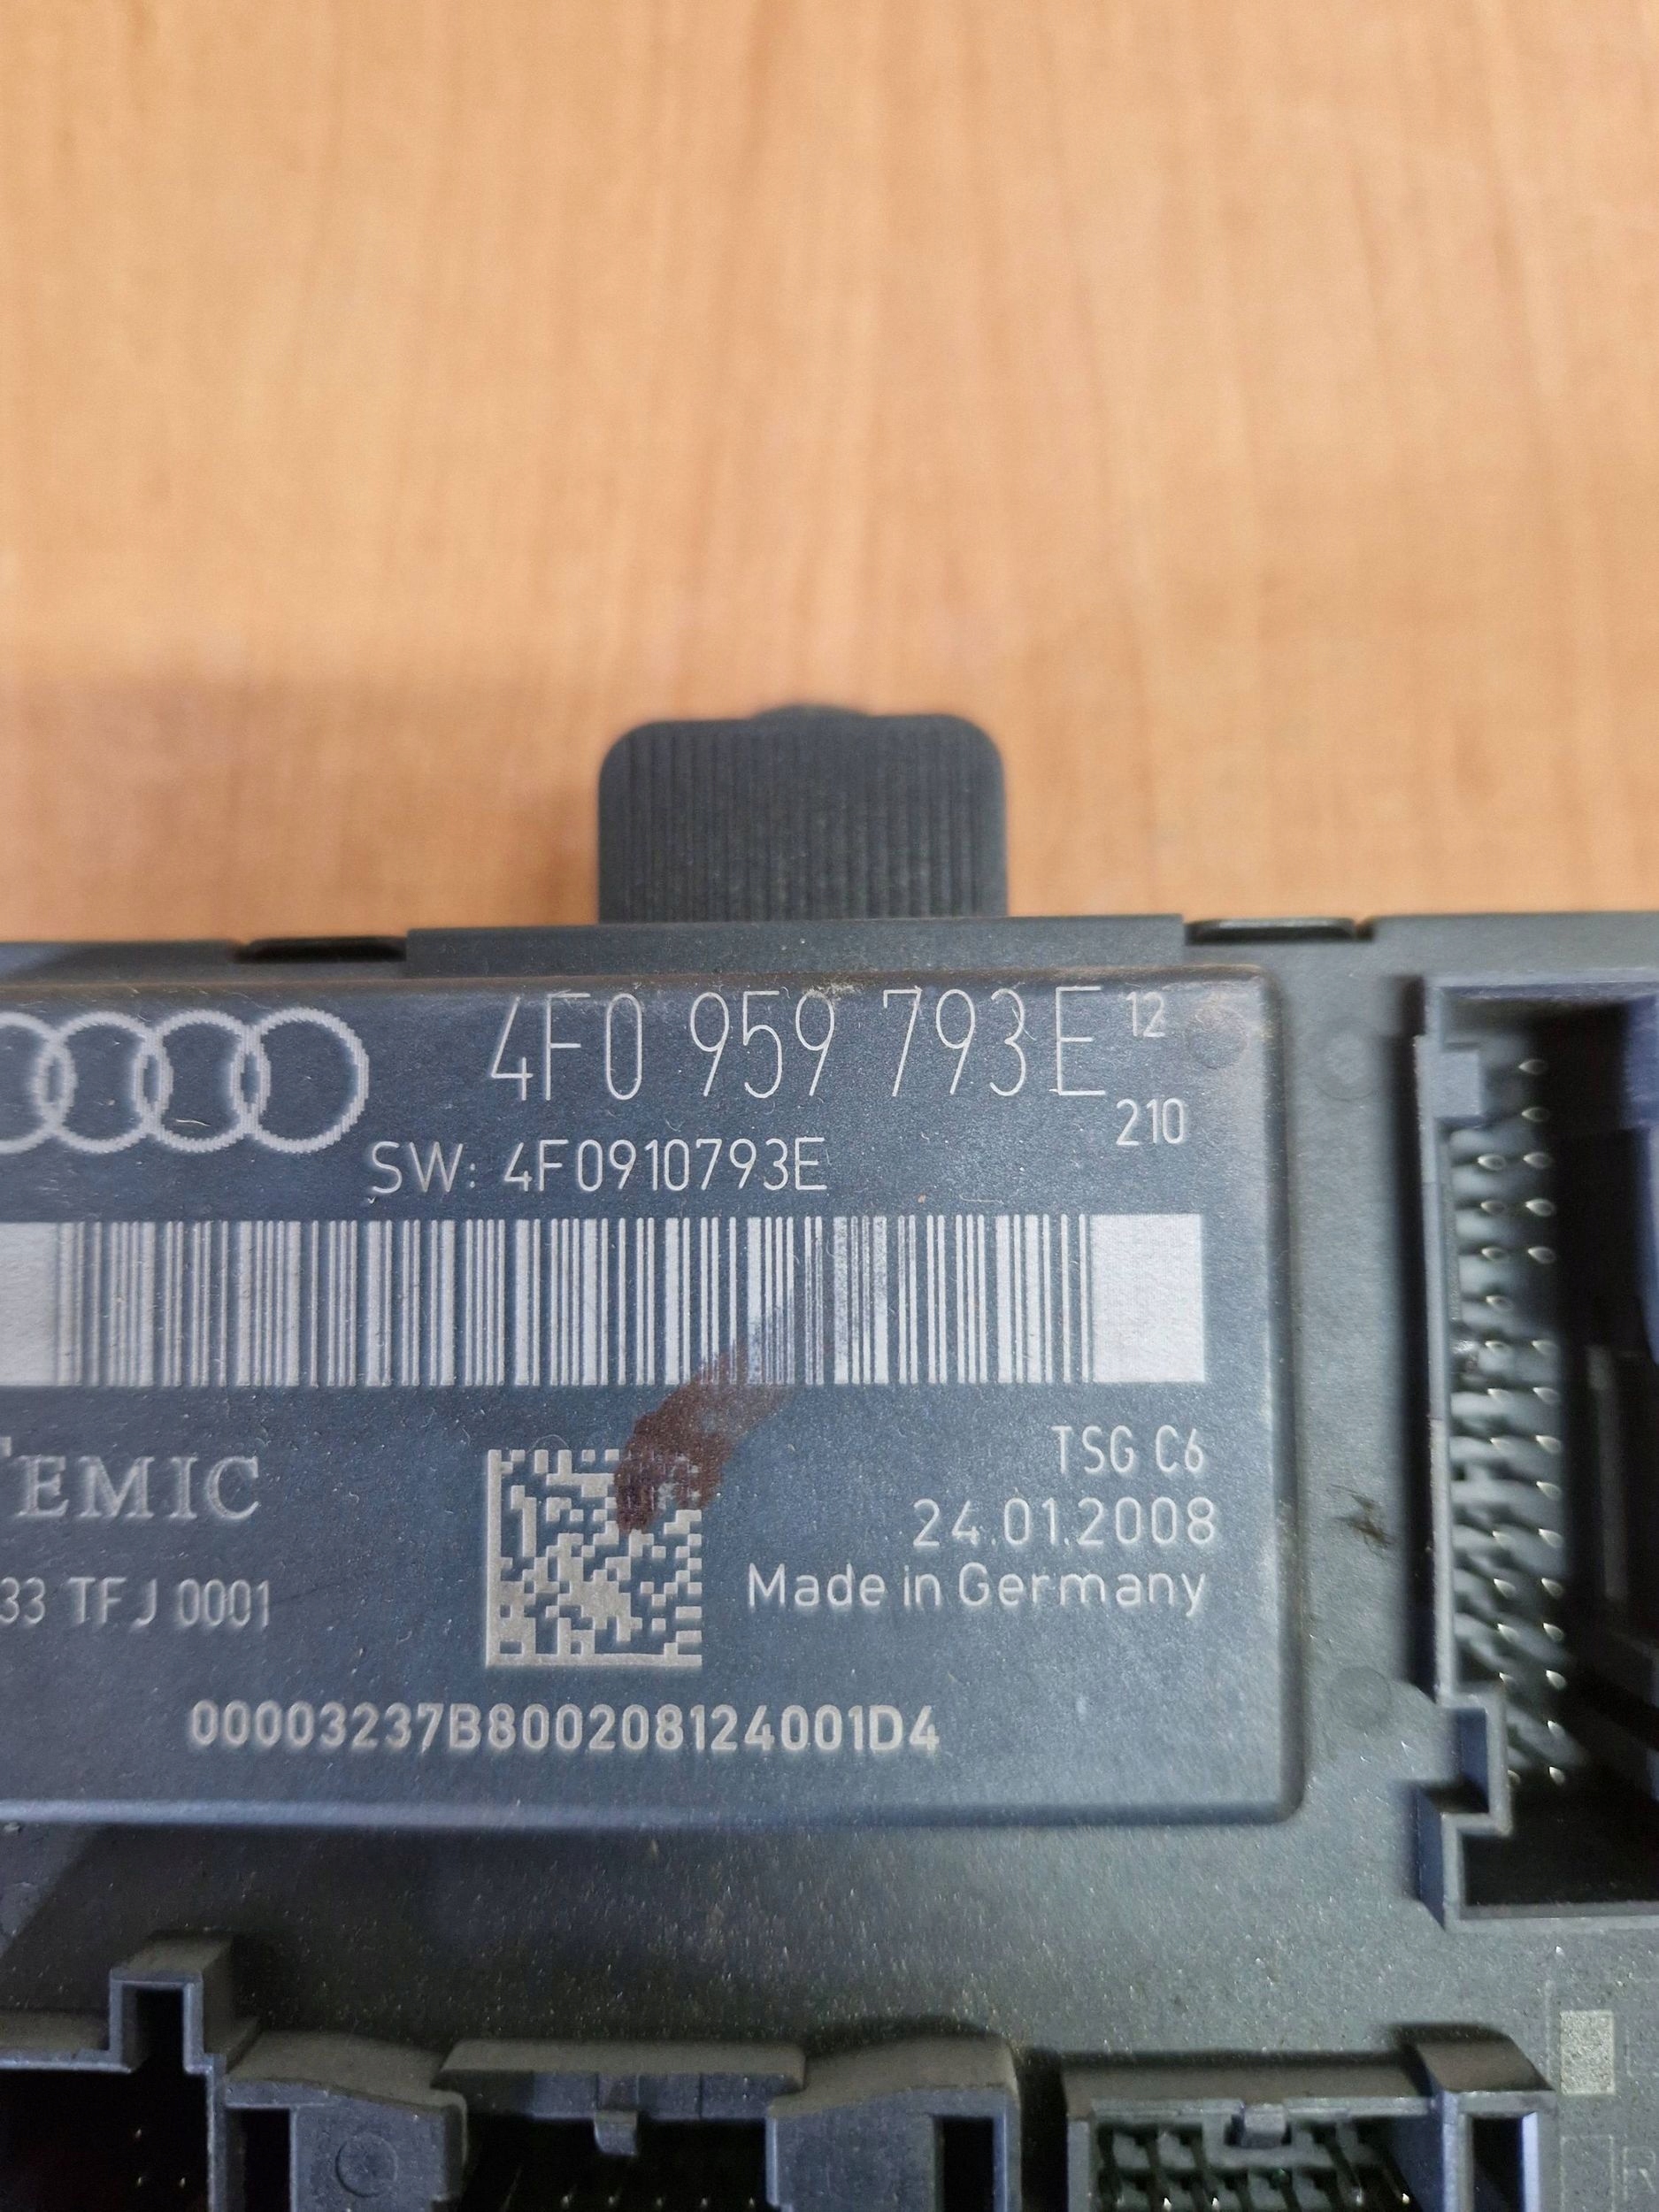 4F0 959 793 E 12
210
SW: 4F0910793E
TEMIC
TSG C6
24.01.2008
33 TFJ 0001
Made in Germany
00003237B800208124001D4
R